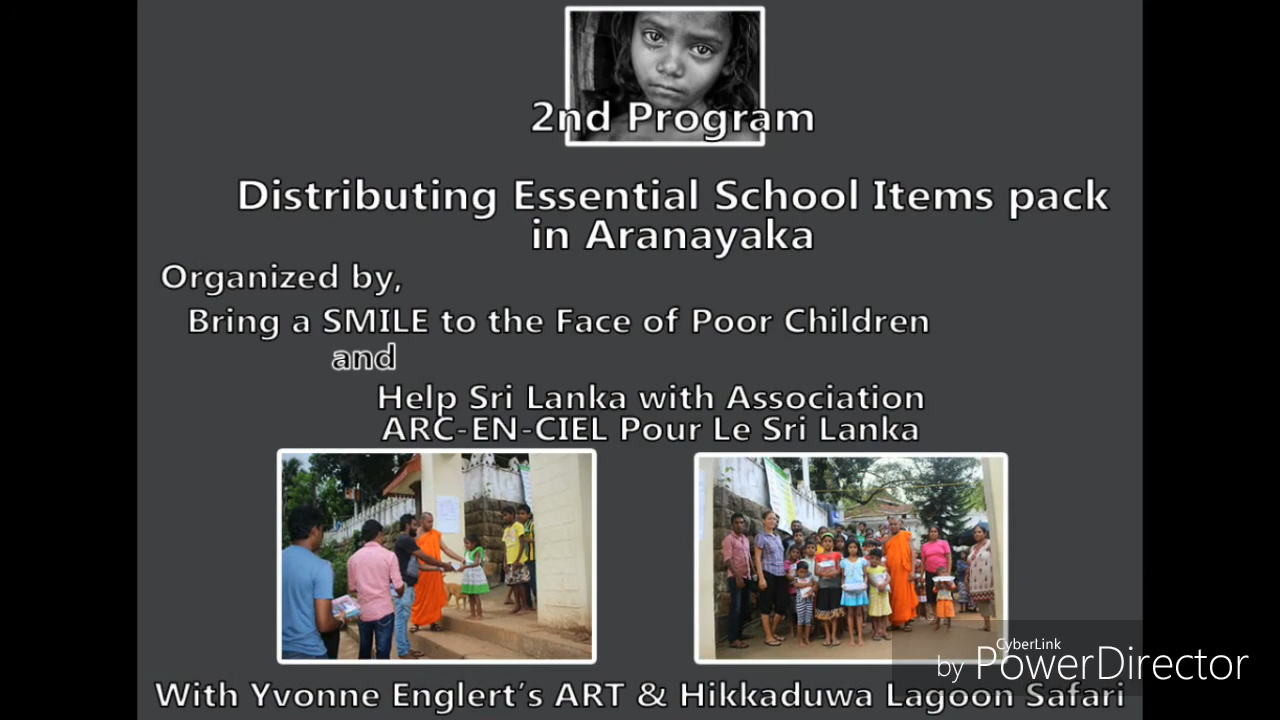 2nd Program
Distributing Essential School Items pack
in Aranayaka
Organized by,
Bring a SMILE to the Face of Poor Children
and
Help Sri Lanka with Association
ARC-EN-CIEL Pour Le Sri Lanka
CyberLink
by PowerDirector
With Yvonne Englert's ART & Hikkaduwa Lagoon Safari